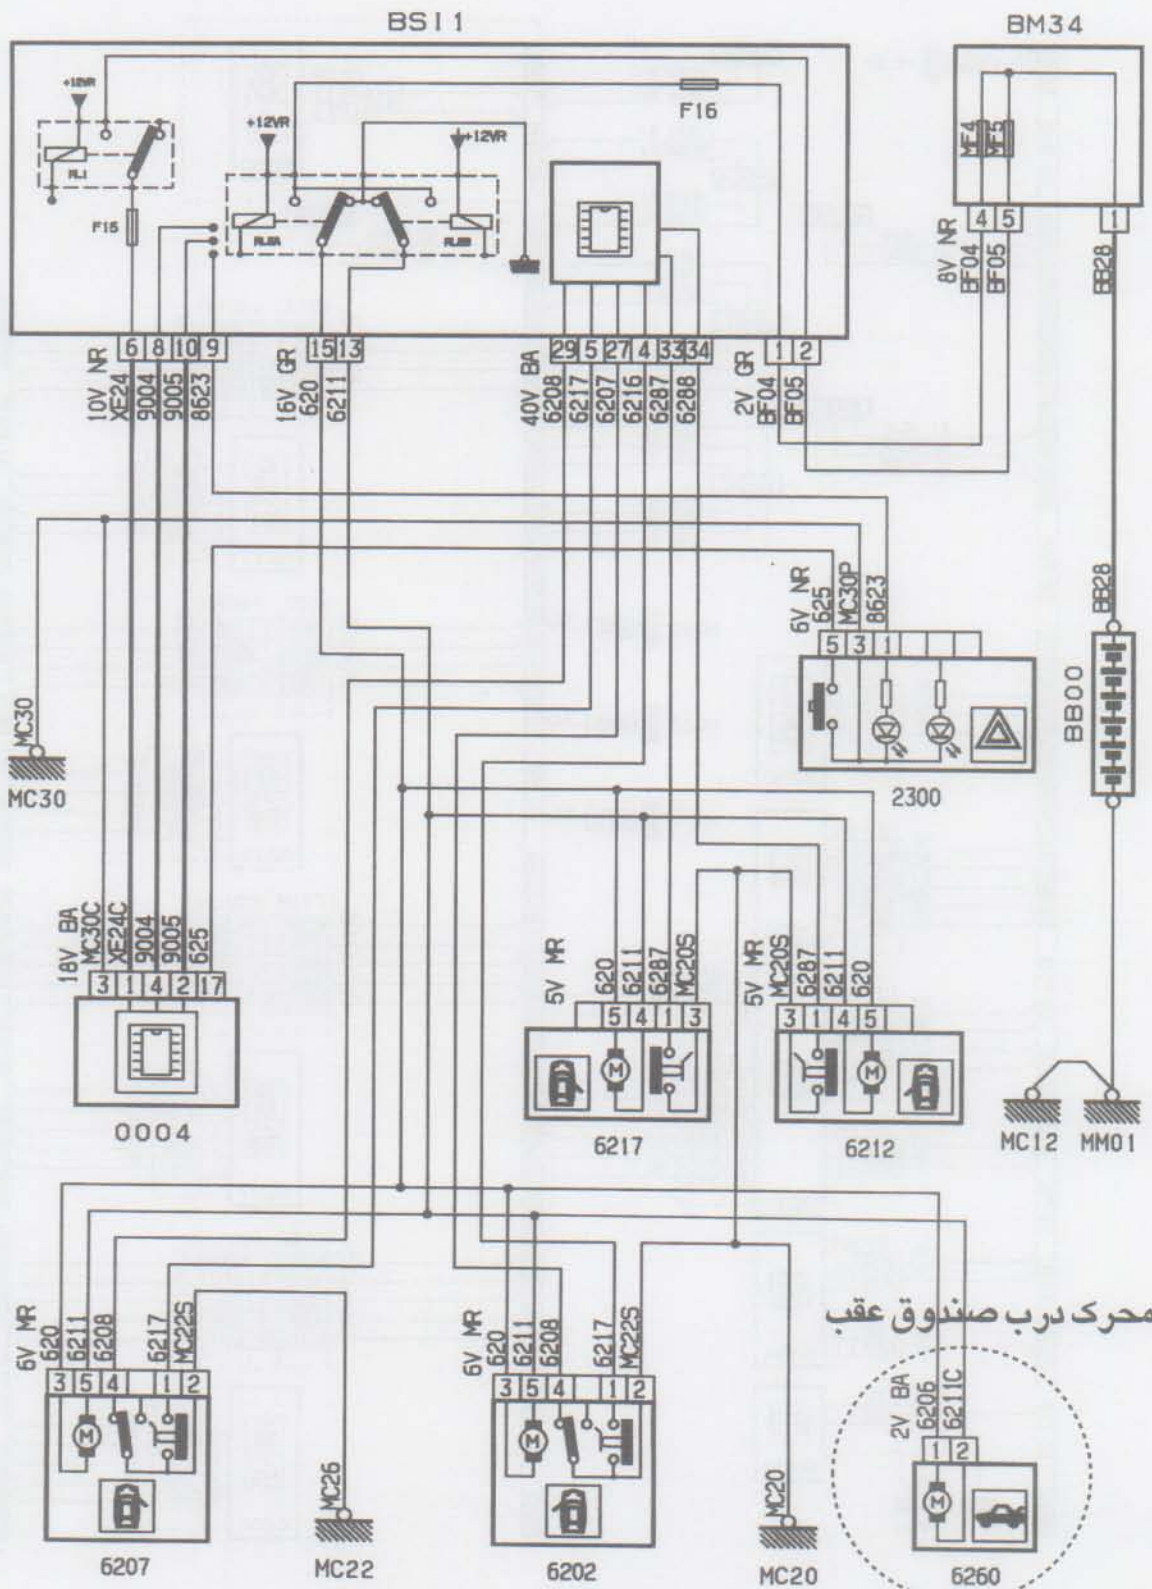 BSI1
BM34
+12VR
+12VR
+12VR
F16
MF4
MF5
RL1
F15
4 5 1
8V NR
BF04
BF05
BB28
6 8 10 9
15 13
29 5 27 4 33 34
1 2
10V NR
XE24
9004
9005
8623
16V GR
620
6211
40V BA
6208
6217
6207
6216
6287
6288
2V GR
BF04
BF05
6V NR
625
MC30P
8623
BB28
5 3 1
BB00
MC30
MC30
2300
18V BA
MC30C
XE24C
9004
9005
625
3 1 4 2 17
0004
5V MR
620
6211
6287
MC20S
5 4 1 3
M
6217
5V MR
MC20S
6287
6211
620
3 1 4 5
M
6212
MC12
MM01
محرک درب صندوق عقب
6V MR
620
6211
6208
6217
MC22S
3 5 4 1 2
M
6207
MC26
MC22
6V MR
620
6211
6208
6217
MC22S
3 5 4 1 2
M
6202
MC20
MC20
2V BA
6206
6211C
1 2
M
6260